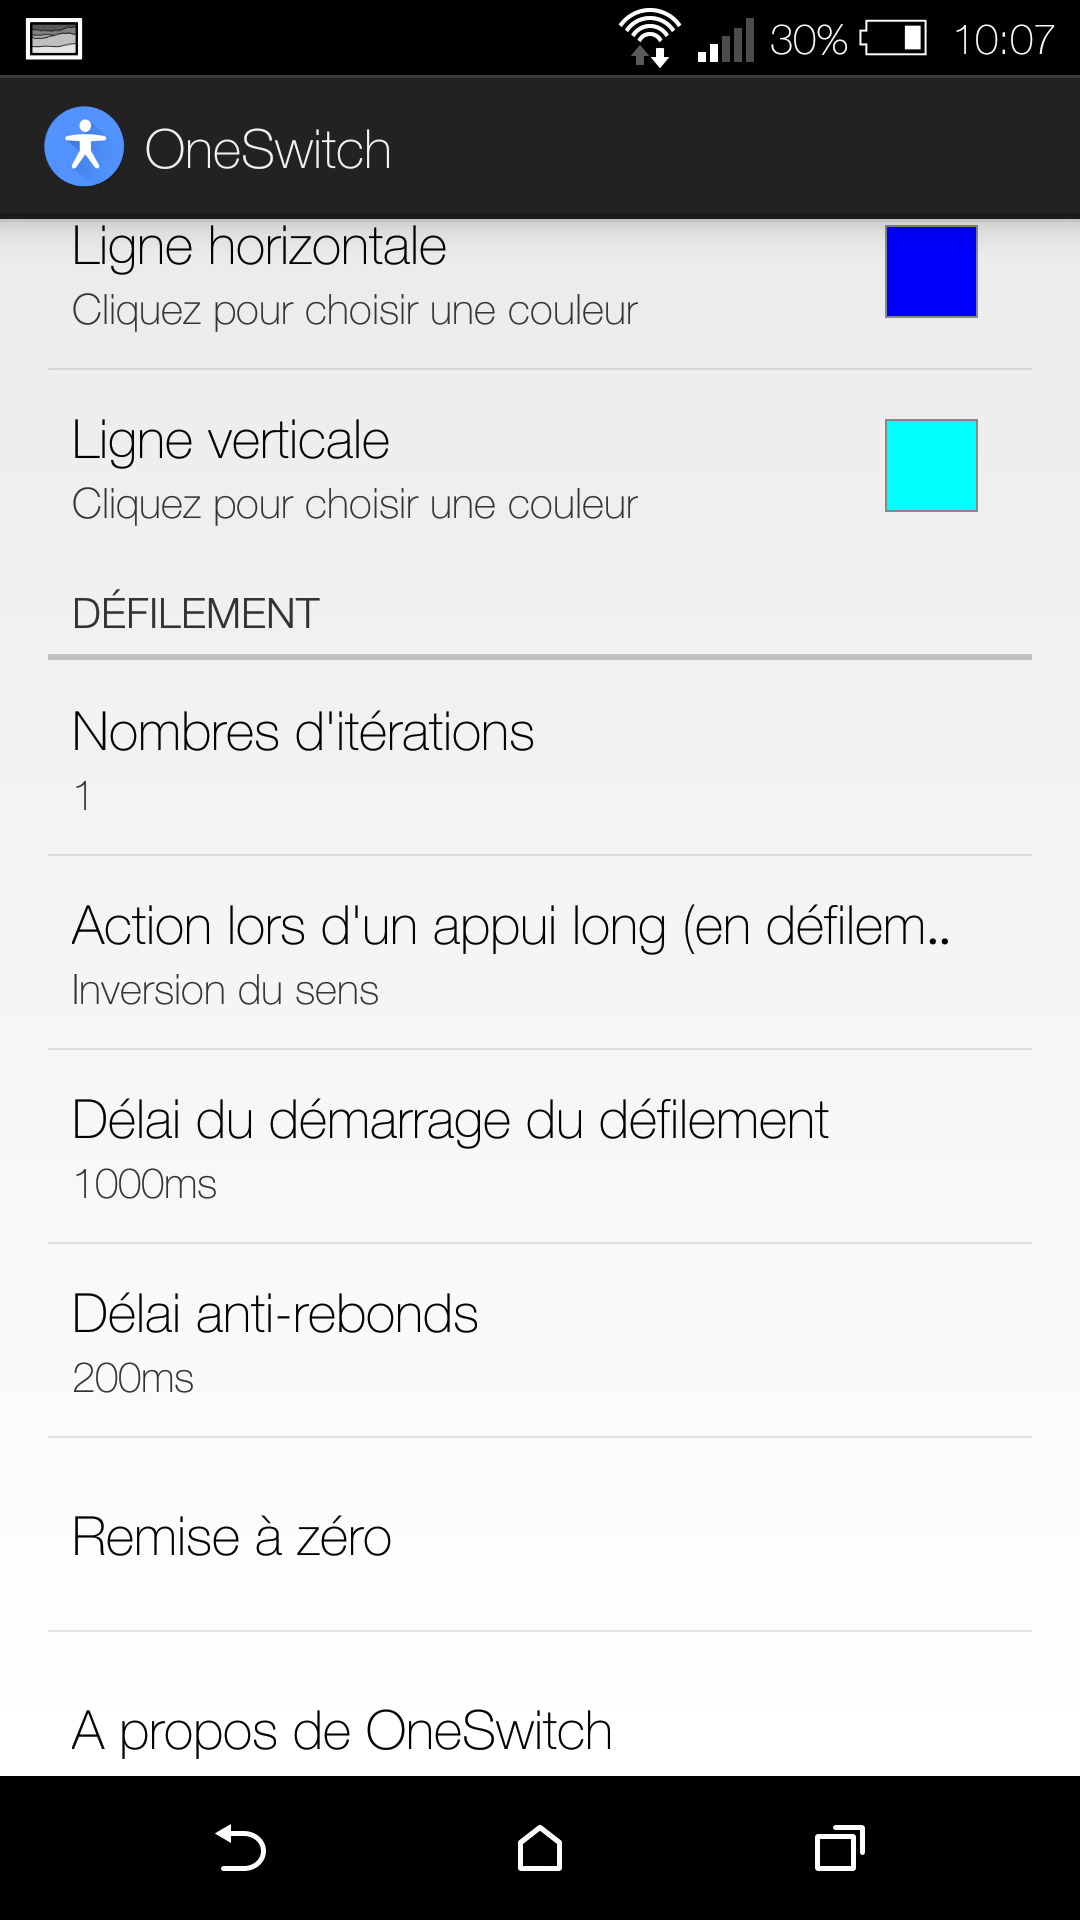 30% 10:07
OneSwitch
Ligne horizontale
Cliquez pour choisir une couleur
Ligne verticale
Cliquez pour choisir une couleur
DÉFILEMENT
Nombres d'itérations
1
Action lors d'un appui long (en défilem..
Inversion du sens
Délai du démarrage du défilement
1000ms
Délai anti-rebonds
200ms
Remise à zéro
A propos de OneSwitch